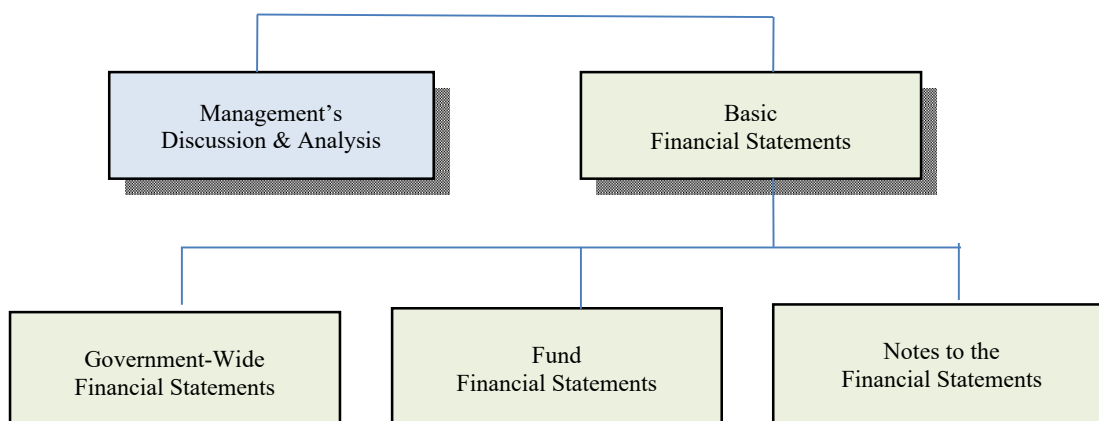 Management’s
Discussion & Analysis
Basic
Financial Statements
Government-Wide
Financial Statements
Fund
Financial Statements
Notes to the
Financial Statements